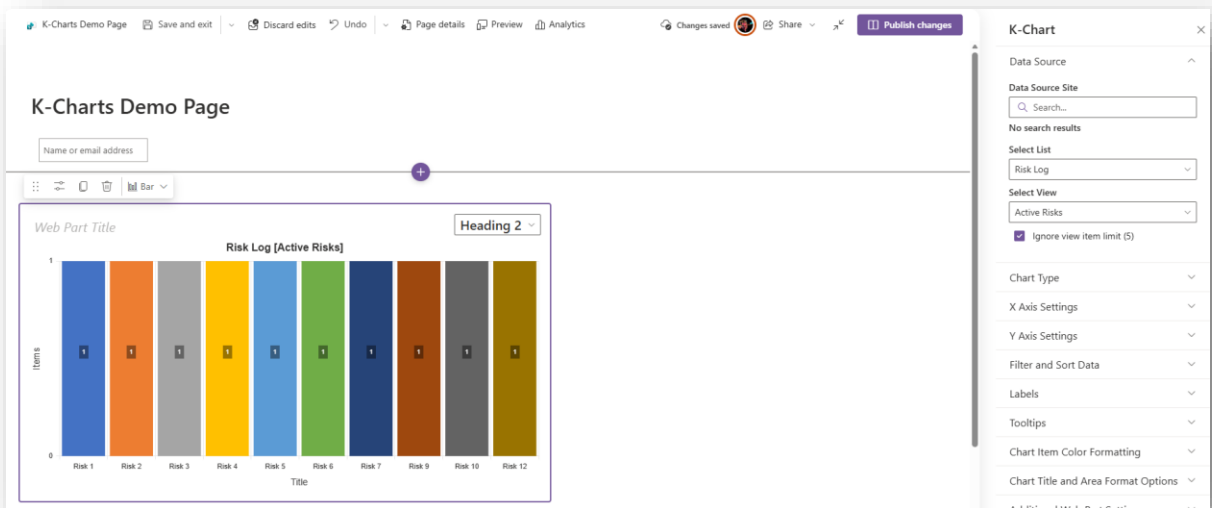 K-Charts Demo Page Save and exit Discard edits Undo Page details Preview Analytics Changes saved Share Publish changes
K-Charts Demo Page
Name or email address
Bar
Web Part Title Heading 2
Risk Log [Active Risks]
1
Items
1 1 1 1 1 1 1 1 1 1
0
Risk 1 Risk 2 Risk 3 Risk 4 Risk 5 Risk 6 Risk 7 Risk 9 Risk 10 Risk 12
Title
K-Chart
Data Source
Data Source Site
Search...
No search results
Select List
Risk Log
Select View
Active Risks
Ignore view item limit (5)
Chart Type
X Axis Settings
Y Axis Settings
Filter and Sort Data
Labels
Tooltips
Chart Item Color Formatting
Chart Title and Area Format Options